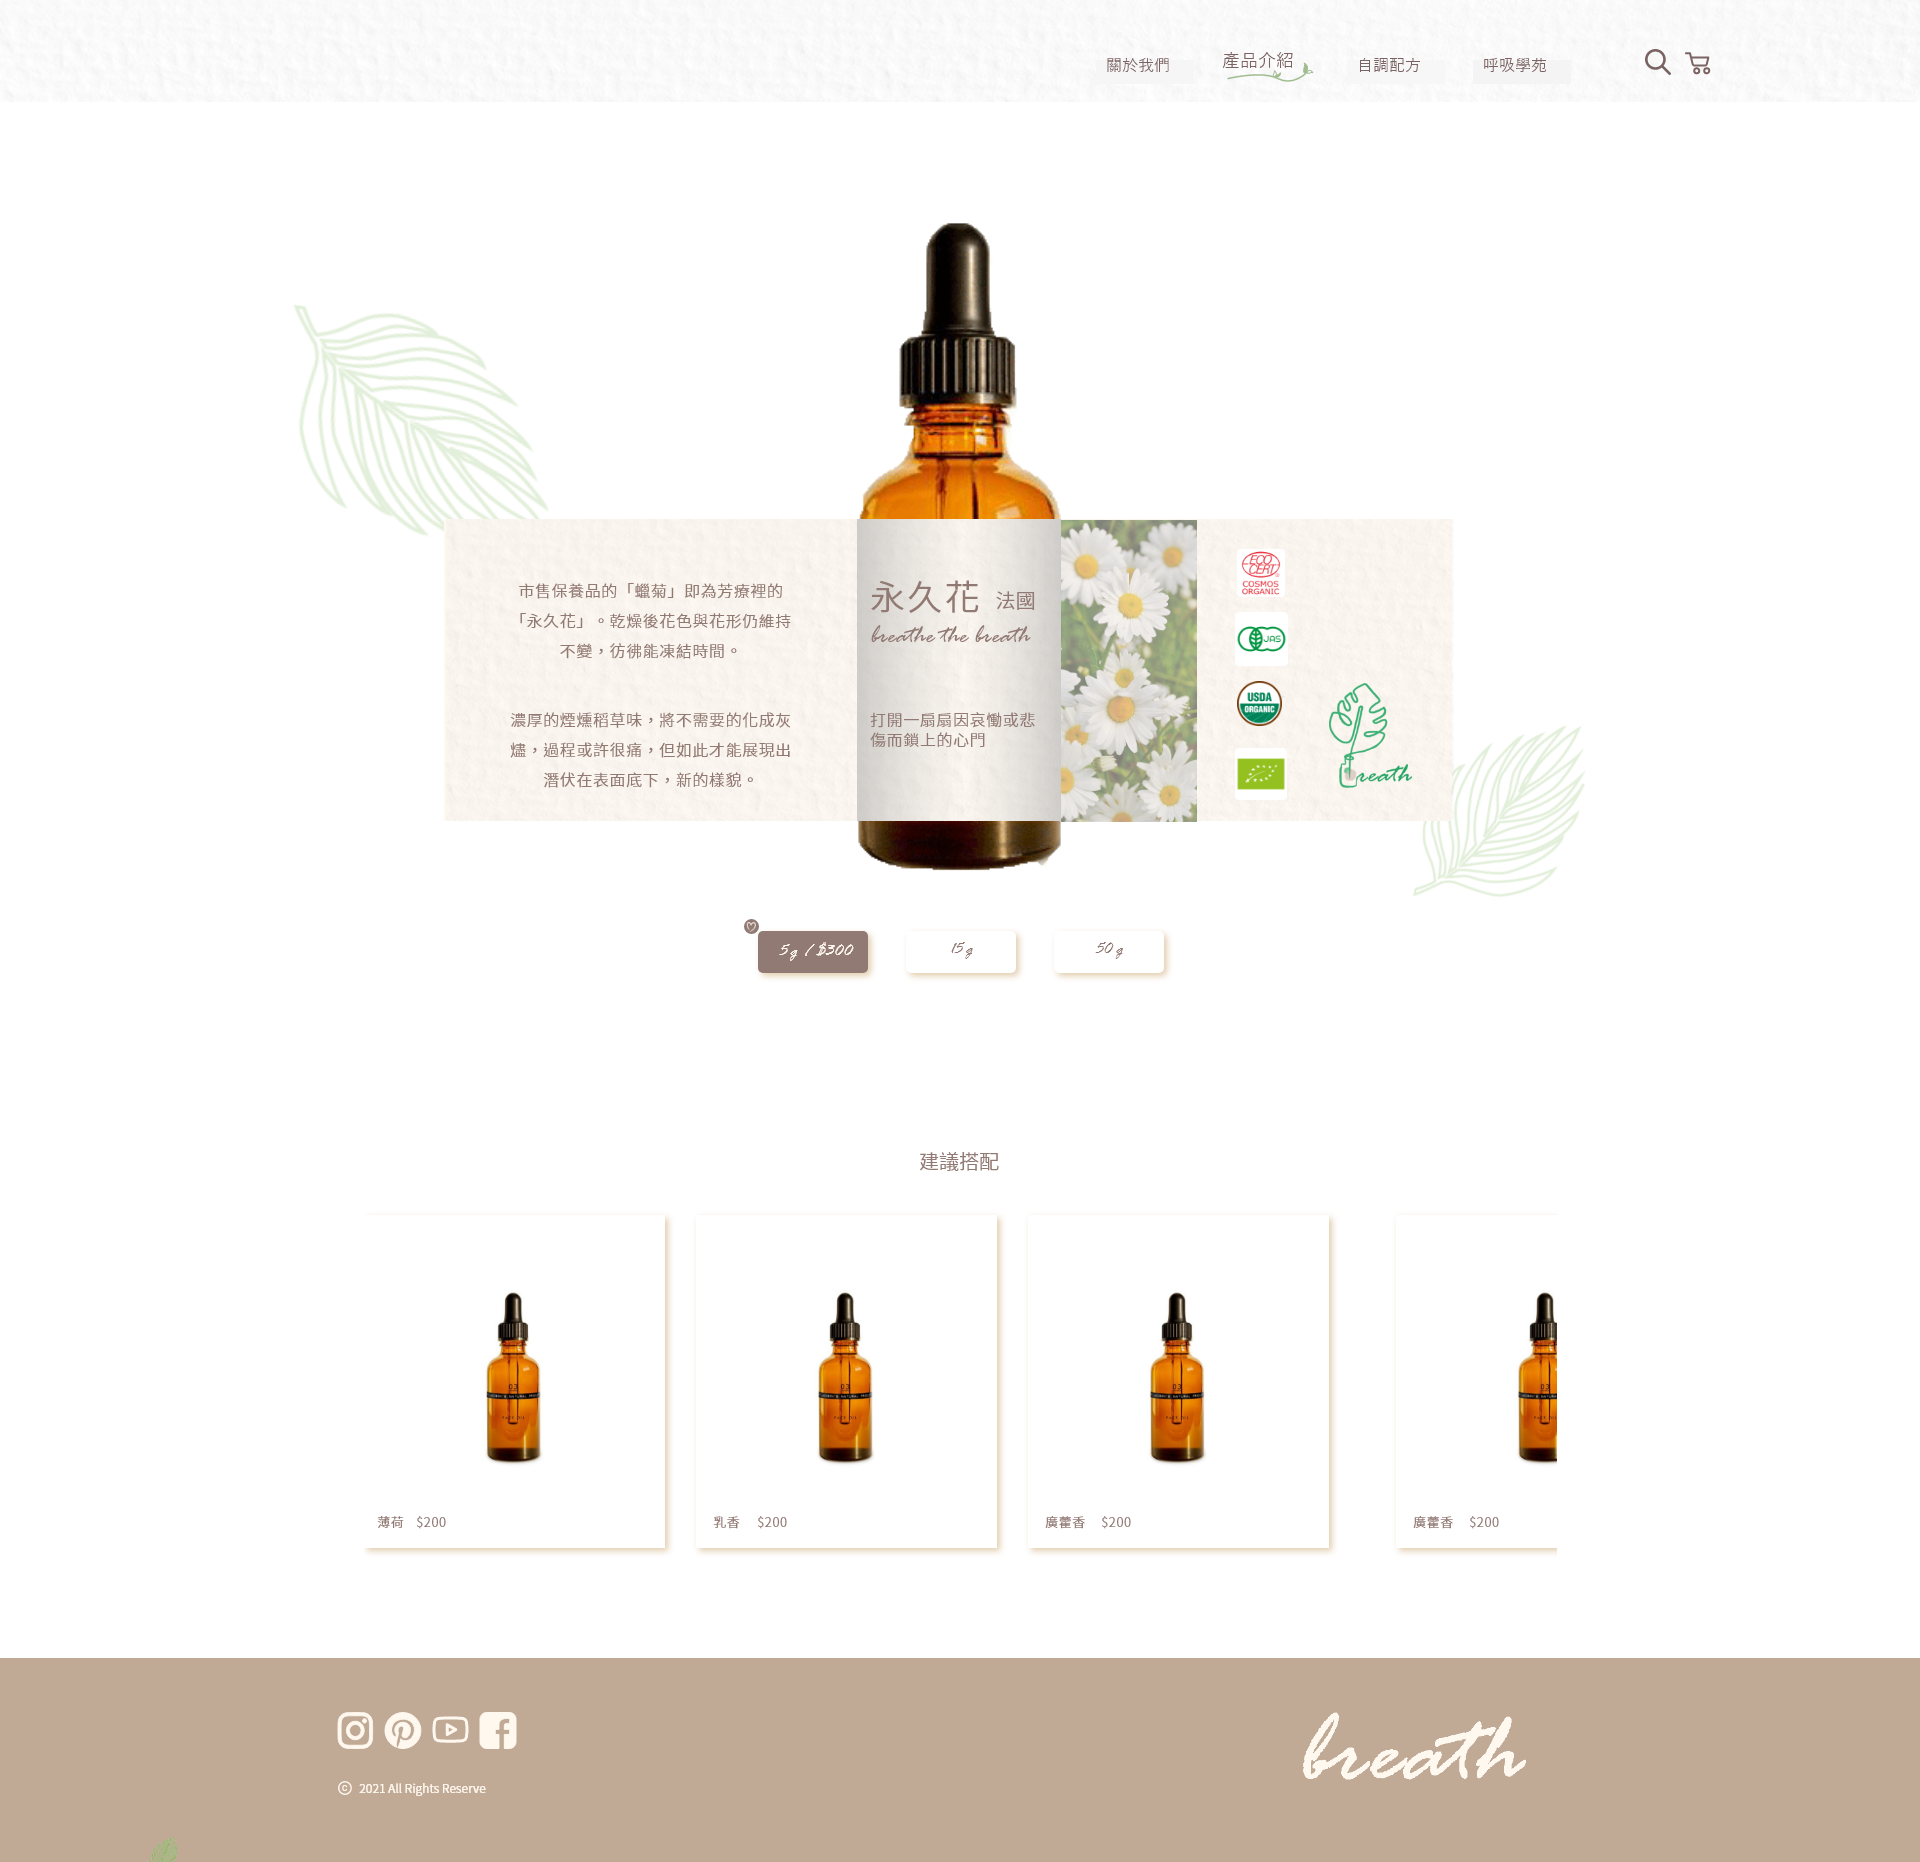 關於我們
產品介紹
自調配方
呼吸學苑
市售保養品的「蠟菊」即為芳療裡的
「永久花」。乾燥後花色與花形仍維持
不變，彷彿能凍結時間。
濃厚的煙燻稻草味，將不需要的化成灰
燼，過程或許很痛，但如此才能展現出
潛伏在表面底下，新的樣貌。
永久花 法國
breathe the breath
打開一扇扇因哀慟或悲
傷而鎖上的心門
ECO
CERT
COSMOS
ORGANIC
JAS
USDA
ORGANIC
breath
5g / $300
15g
50g
建議搭配
薄荷 $200
乳香 $200
廣藿香 $200
廣藿香 $200
© 2021 All Rights Reserve
breath